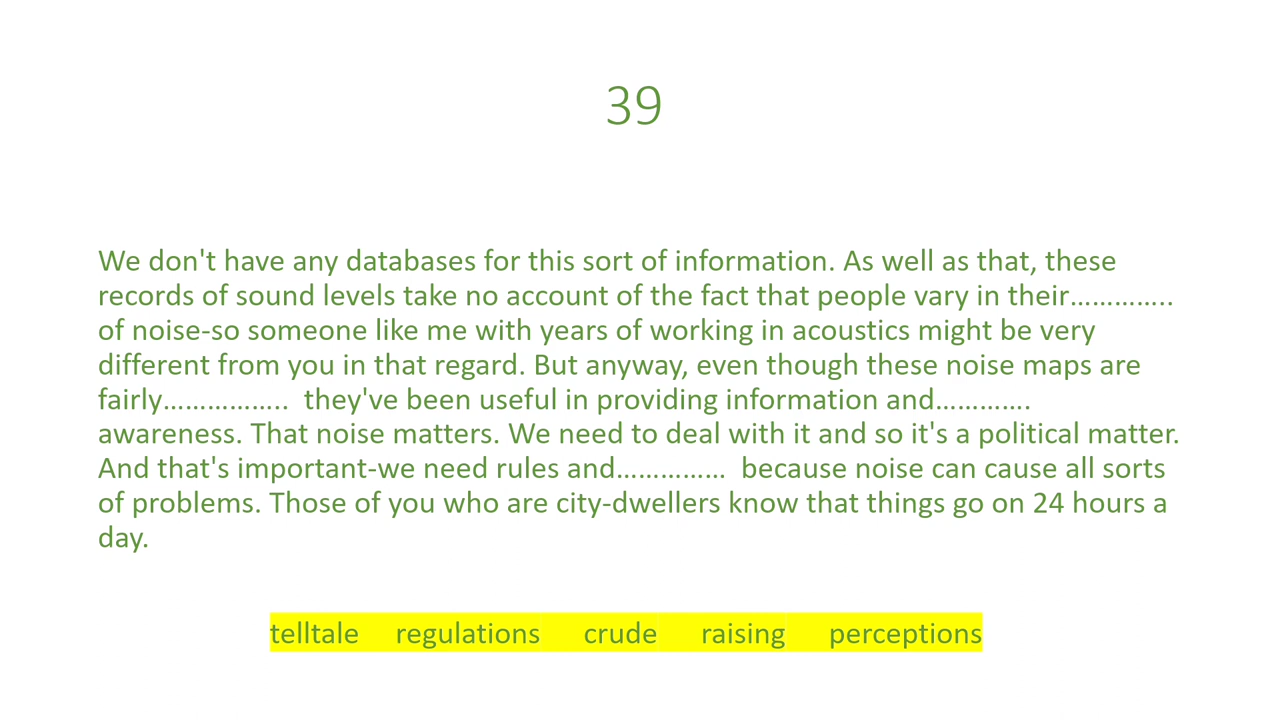 39
We don't have any databases for this sort of information. As well as that, these
records of sound levels take no account of the fact that people vary in their…………..
of noise-so someone like me with years of working in acoustics might be very
different from you in that regard. But anyway, even though these noise maps are
fairly…………….. they've been useful in providing information and………….
awareness. That noise matters. We need to deal with it and so it's a political matter.
And that's important-we need rules and…………… because noise can cause all sorts
of problems. Those of you who are city-dwellers know that things go on 24 hours a
day.
telltale regulations crude raising perceptions